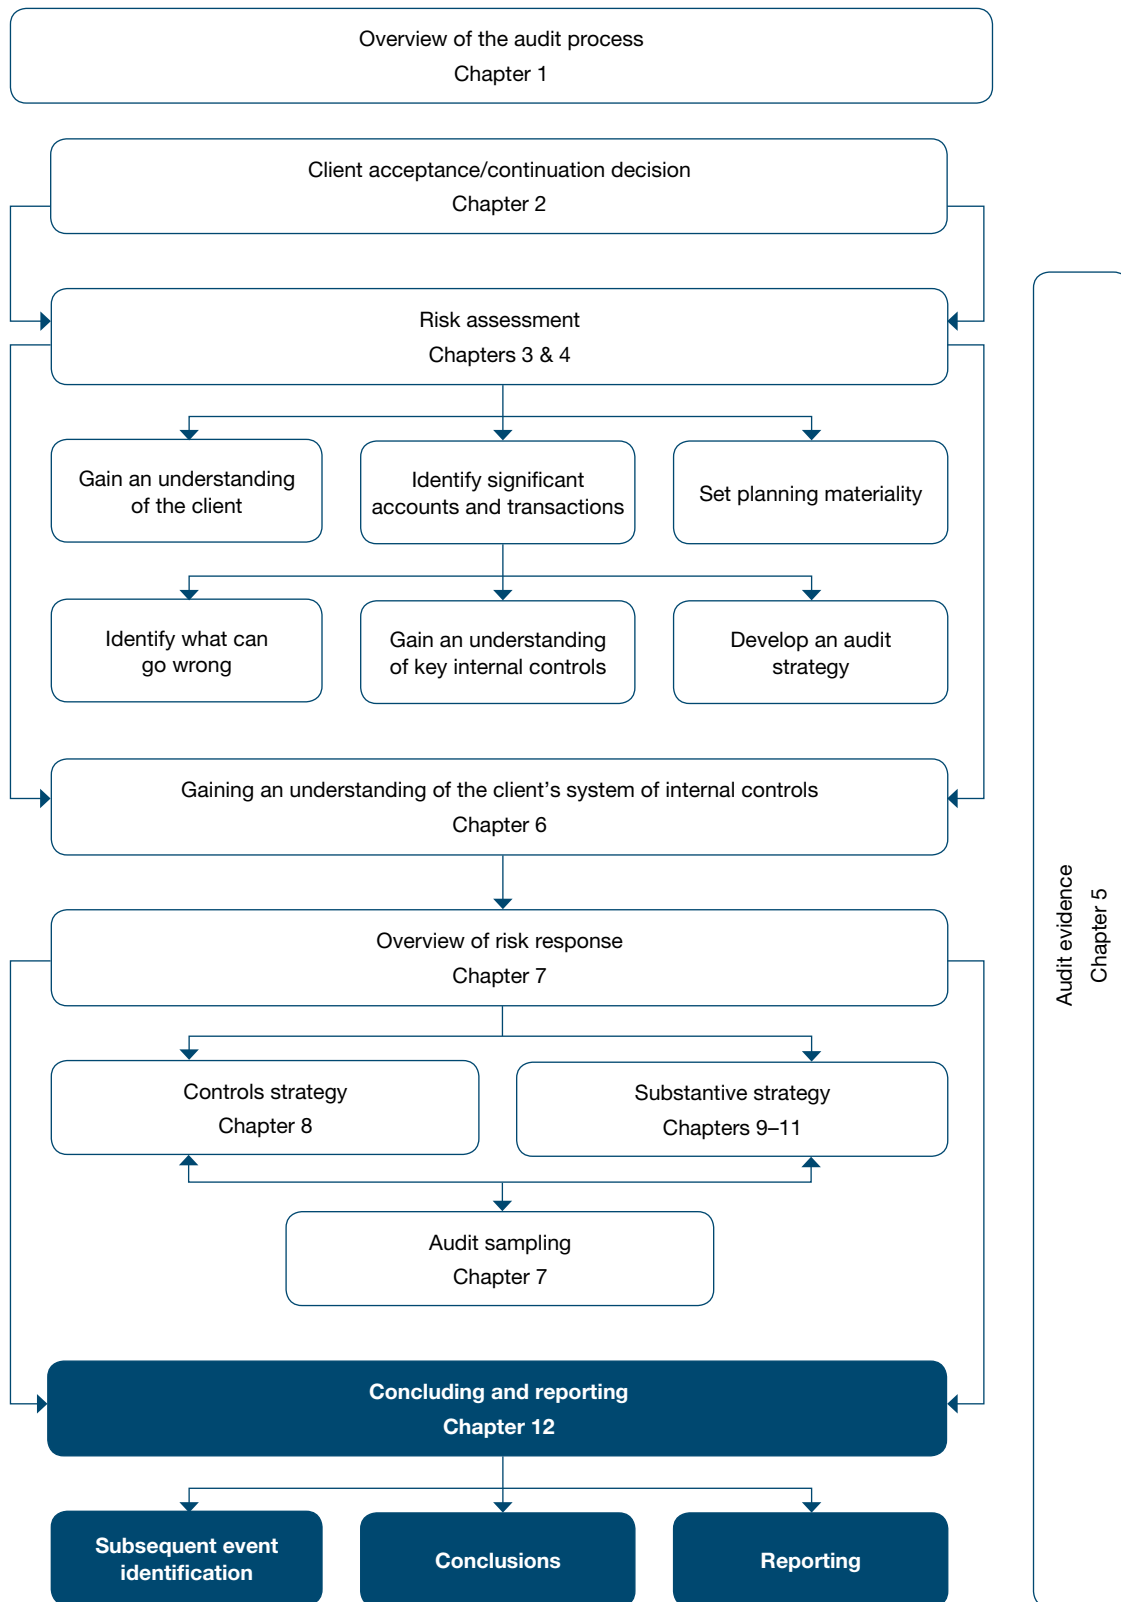 Overview of the audit process
Chapter 1
Client acceptance/continuation decision
Chapter 2
Risk assessment
Chapters 3 & 4
Gain an understanding
of the client
Identify significant
accounts and transactions
Set planning materiality
Identify what can
go wrong
Gain an understanding
of key internal controls
Develop an audit
strategy
Gaining an understanding of the client’s system of internal controls
Chapter 6
Overview of risk response
Chapter 7
Controls strategy
Chapter 8
Substantive strategy
Chapters 9–11
Audit sampling
Chapter 7
Concluding and reporting
Chapter 12
Subsequent event
identification
Conclusions
Reporting
Audit evidence
Chapter 5